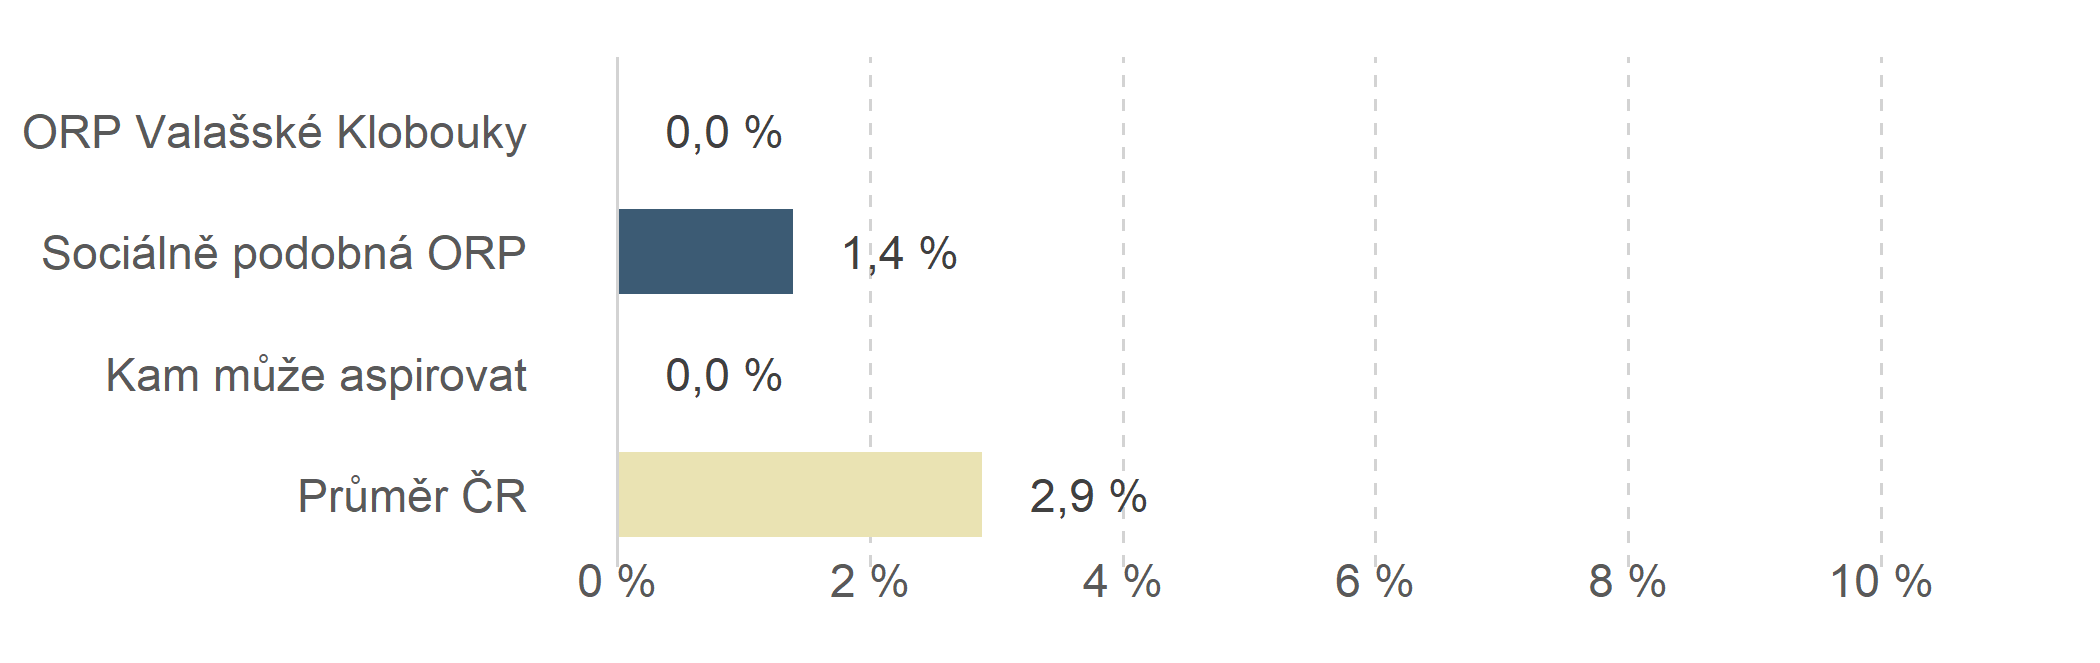 ORP Valašské Klobouky 0,0 %
Sociálně podobná ORP 1,4 %
Kam může aspirovat 0,0 %
Průměr ČR 2,9 %
0 % 2 % 4 % 6 % 8 % 10 %